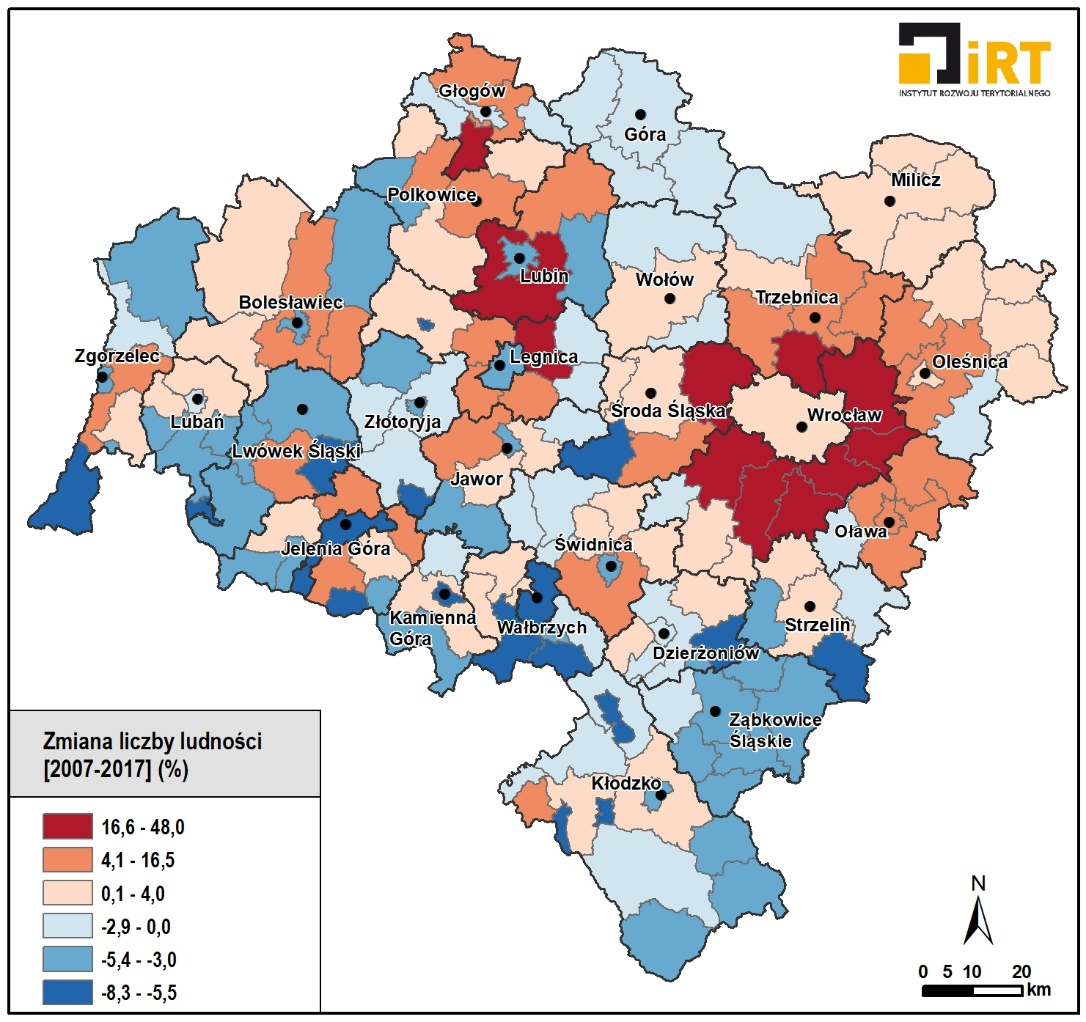 iRT
INSTYTUT ROZWOJU TERYTORIALNEGO
Głogów
Góra
Milicz
Polkowice
Lubin
Wołów
Bolesławiec
Trzebnica
Zgorzelec
Legnica
Oleśnica
Lubań
Złotoryja
Środa Śląska
Wrocław
Lwówek Śląski
Jawor
Oława
Jelenia Góra
Świdnica
Kamienna
Góra
Wałbrzych
Strzelin
Dzierżoniów
Ząbkowice
Śląskie
Kłodzko
Zmiana liczby ludności
[2007-2017] (%)
16,6 - 48,0
4,1 - 16,5
0,1 - 4,0
-2,9 - 0,0
-5,4 - -3,0
-8,3 - -5,5
N
0 5 10 20
km